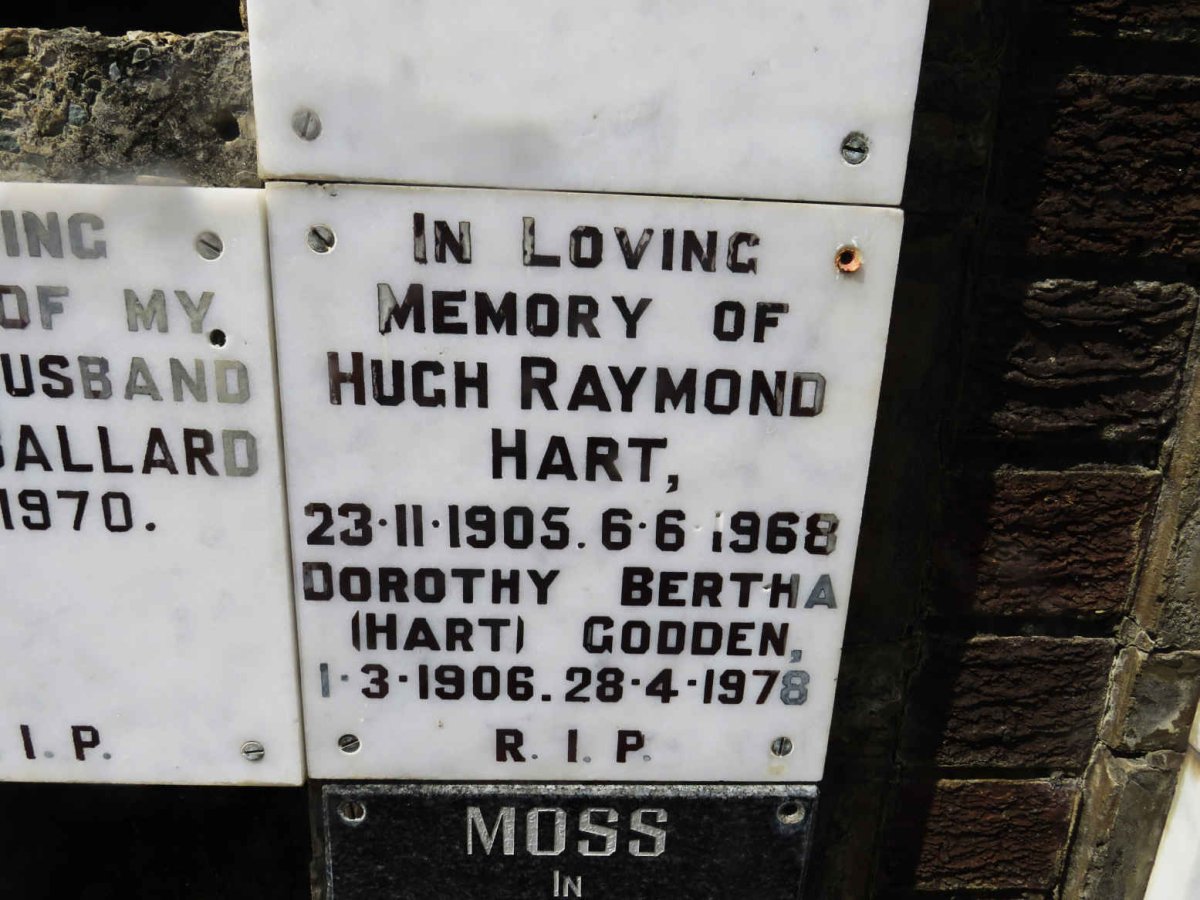 ING
OF MY
USBAND
ALLARD
1970.
I. P.
IN LOVING
MEMORY OF
HUGH RAYMOND
HART,
23·11·1905. 6·6·1968
DOROTHY BERTHA
(HART) GODDEN,
1·3·1906. 28·4·1978
R. I. P.
MOSS
IN